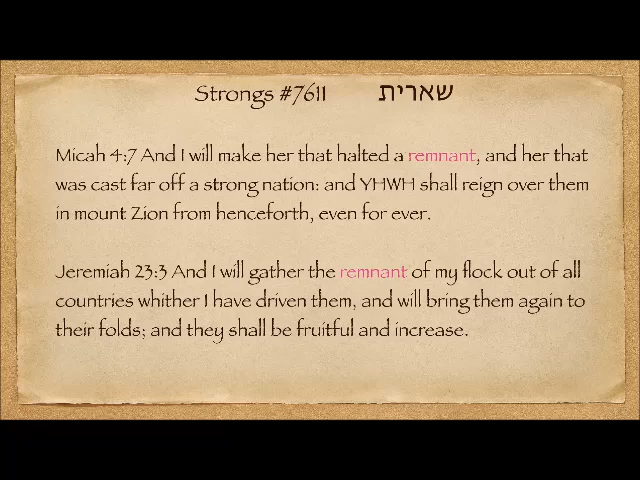 Strongs #7611 שארית
Micah 4:7 And I will make her that halted a remnant, and her that
was cast far off a strong nation: and YHWH shall reign over them
in mount Zion from henceforth, even for ever.
Jeremiah 23:3 And I will gather the remnant of my flock out of all
countries whither I have driven them, and will bring them again to
their folds; and they shall be fruitful and increase.